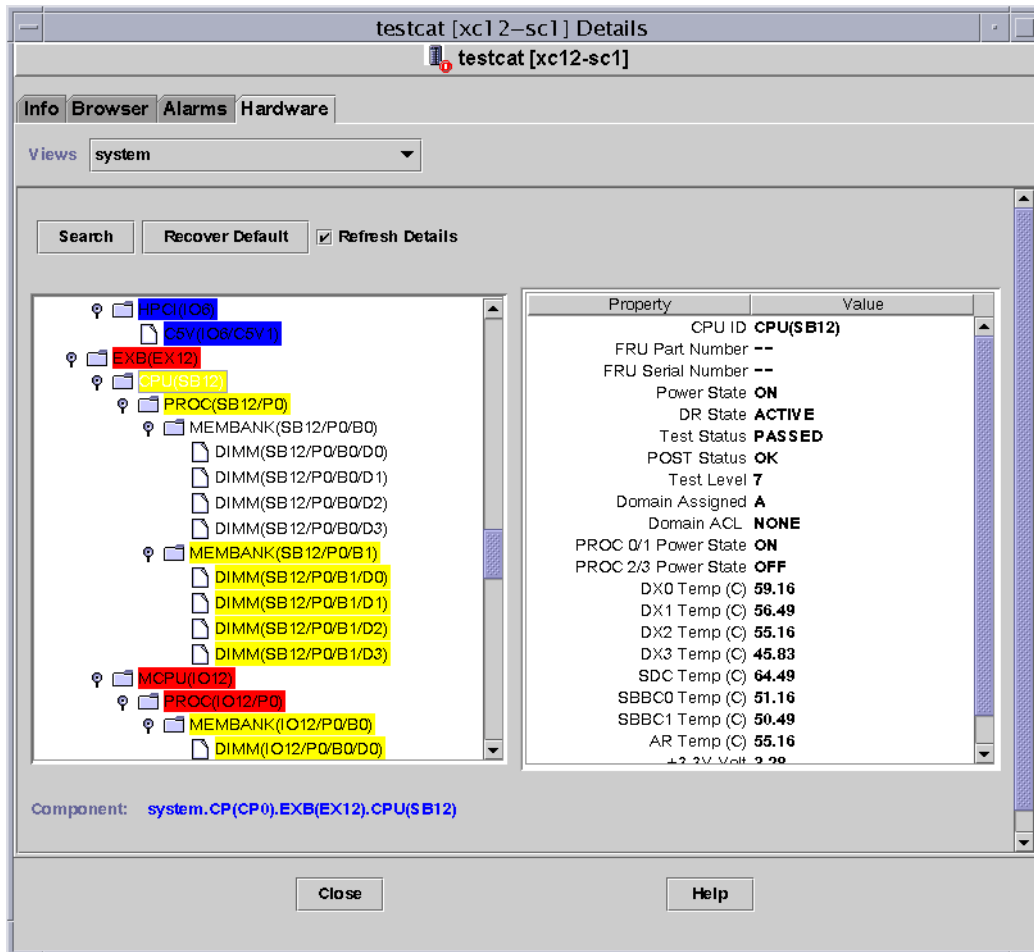 testcat [xc12-sc1] Details
testcat [xc12-sc1]
Info Browser Alarms Hardware
Views system
Search Recover Default Refresh Details
HPCI(IO6)
C5V(IO6/C5V1)
EXB(EX12)
CPU(SB12)
PROC(SB12/P0)
MEMBANK(SB12/P0/B0)
DIMM(SB12/P0/B0/D0)
DIMM(SB12/P0/B0/D1)
DIMM(SB12/P0/B0/D2)
DIMM(SB12/P0/B0/D3)
MEMBANK(SB12/P0/B1)
DIMM(SB12/P0/B1/D0)
DIMM(SB12/P0/B1/D1)
DIMM(SB12/P0/B1/D2)
DIMM(SB12/P0/B1/D3)
MCPU(IO12)
PROC(IO12/P0)
MEMBANK(IO12/P0/B0)
DIMM(IO12/P0/B0/D0)
Property Value
CPU ID CPU(SB12)
FRU Part Number --
FRU Serial Number --
Power State ON
DR State ACTIVE
Test Status PASSED
POST Status OK
Test Level 7
Domain Assigned A
Domain ACL NONE
PROC 0/1 Power State ON
PROC 2/3 Power State OFF
DX0 Temp (C) 59.16
DX1 Temp (C) 56.49
DX2 Temp (C) 55.16
DX3 Temp (C) 45.83
SDC Temp (C) 64.49
SBBC0 Temp (C) 51.16
SBBC1 Temp (C) 50.49
AR Temp (C) 55.16
+3.3V Volt 3.29
Component: system.CP(CP0).EXB(EX12).CPU(SB12)
Close Help